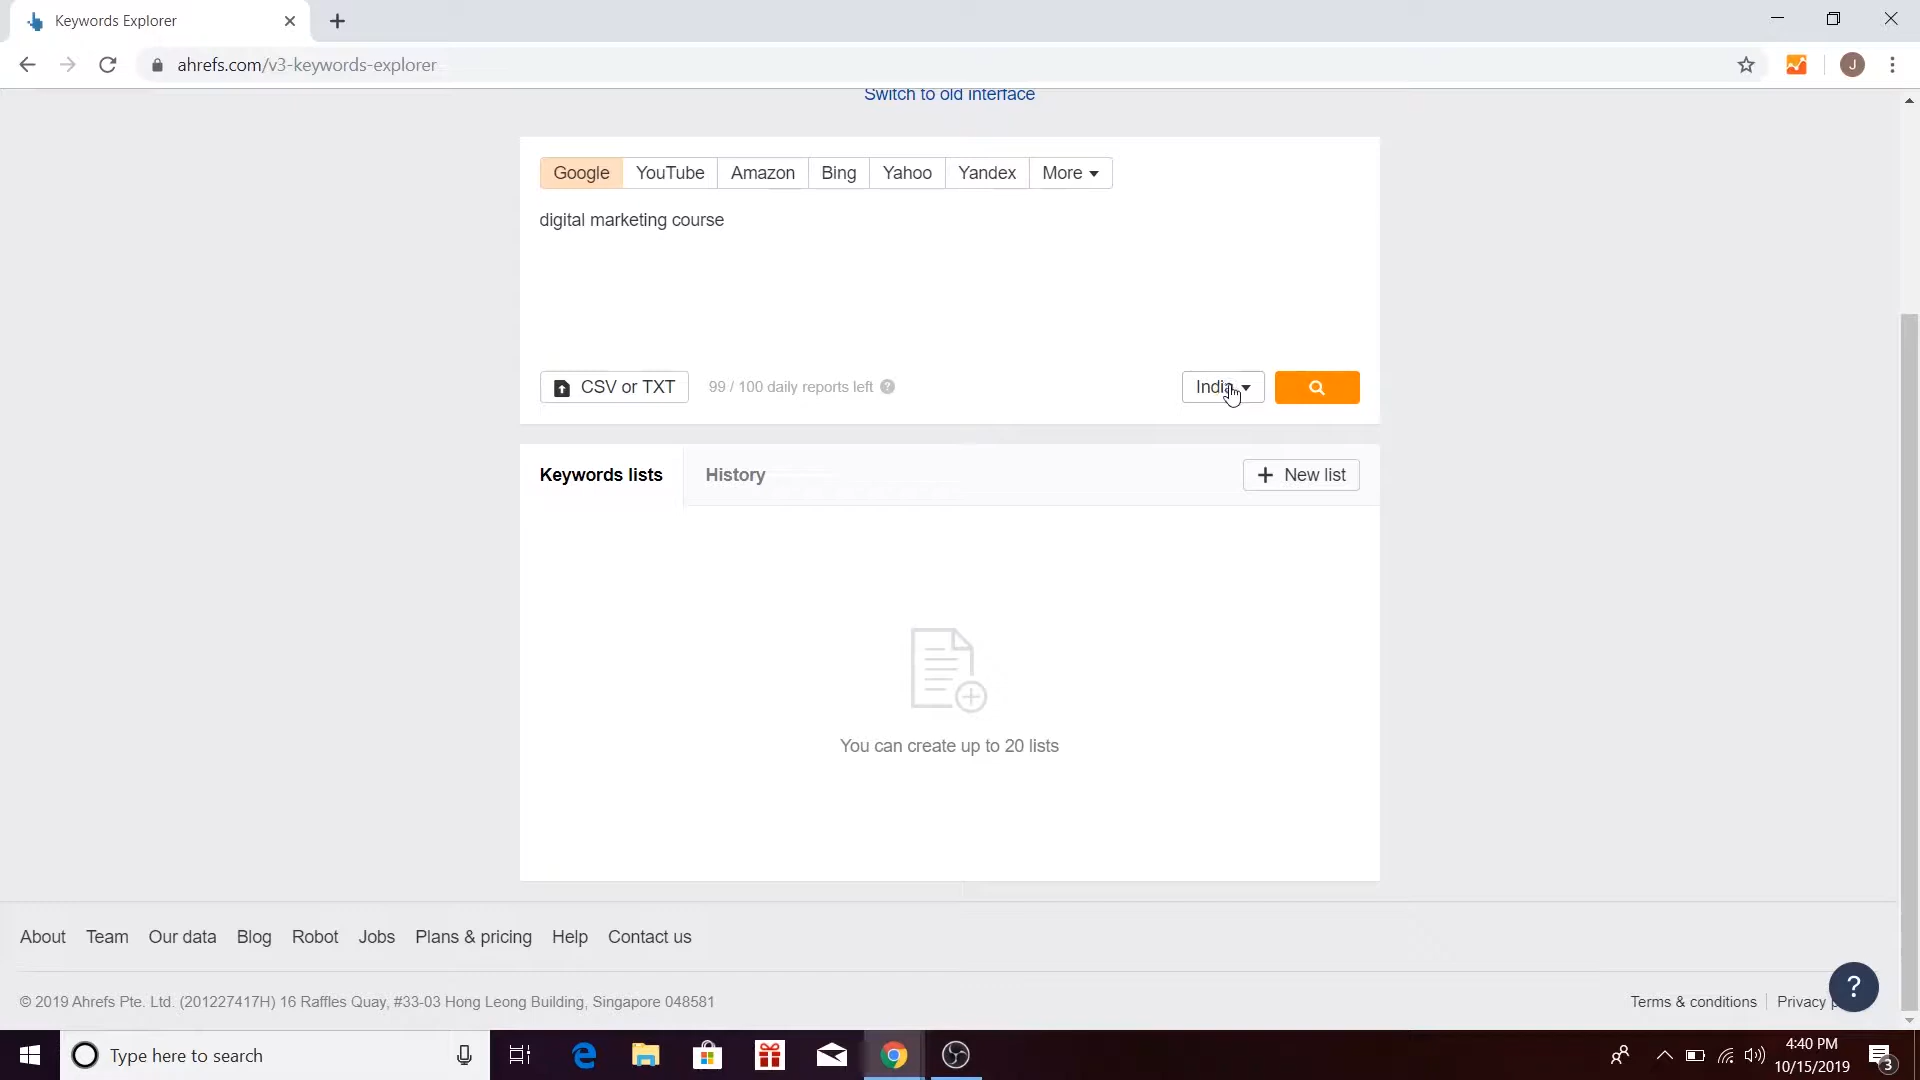 Keywords Explorer
ahrefs.com/v3-keywords-explorer
J
Switch to old interface
Google YouTube Amazon Bing Yahoo Yandex More
digital marketing course
CSV or TXT 99 / 100 daily reports left ?
India
Keywords lists History + New list
You can create up to 20 lists
About Team Our data Blog Robot Jobs Plans & pricing Help Contact us
?
© 2019 Ahrefs Pte. Ltd. (201227417H) 16 Raffles Quay, #33-03 Hong Leong Building, Singapore 048581
Terms & conditions Privacy
Type here to search
4:40 PM
10/15/2019
3